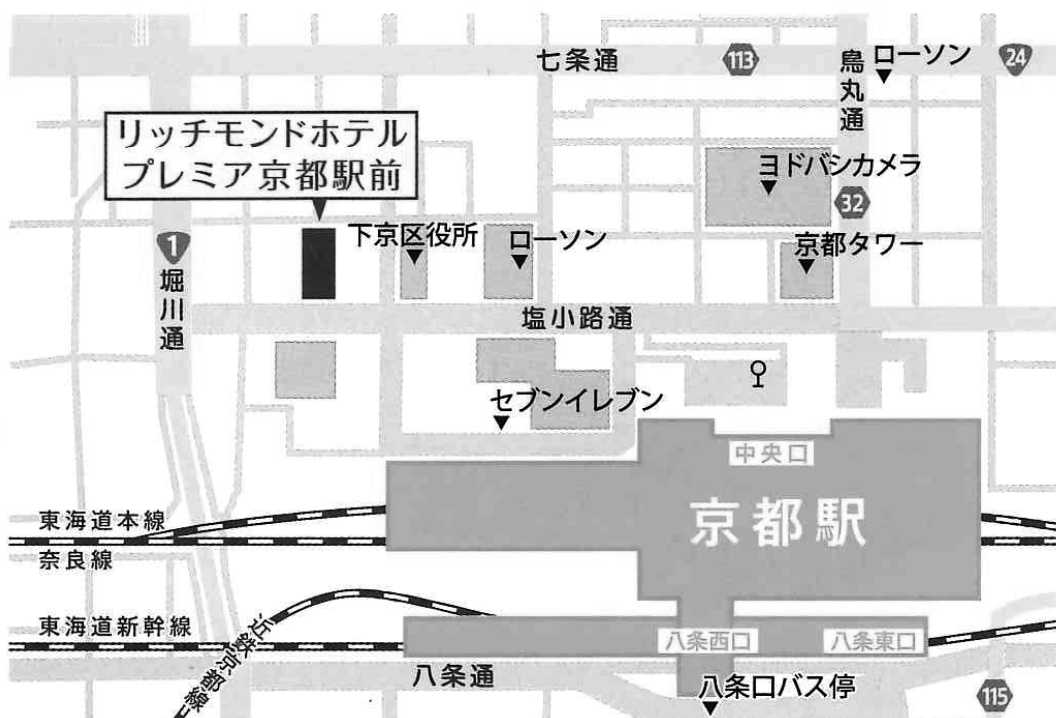 七条通
113
烏丸通
ローソン
24
リッチモンドホテル
プレミア京都駅前
ヨドバシカメラ
32
1
堀川通
下京区役所
ローソン
京都タワー
塩小路通
セブンイレブン
中央口
京都駅
東海道本線
奈良線
東海道新幹線
近鉄京都線
八条西口
八条東口
八条通
八条口バス停
115